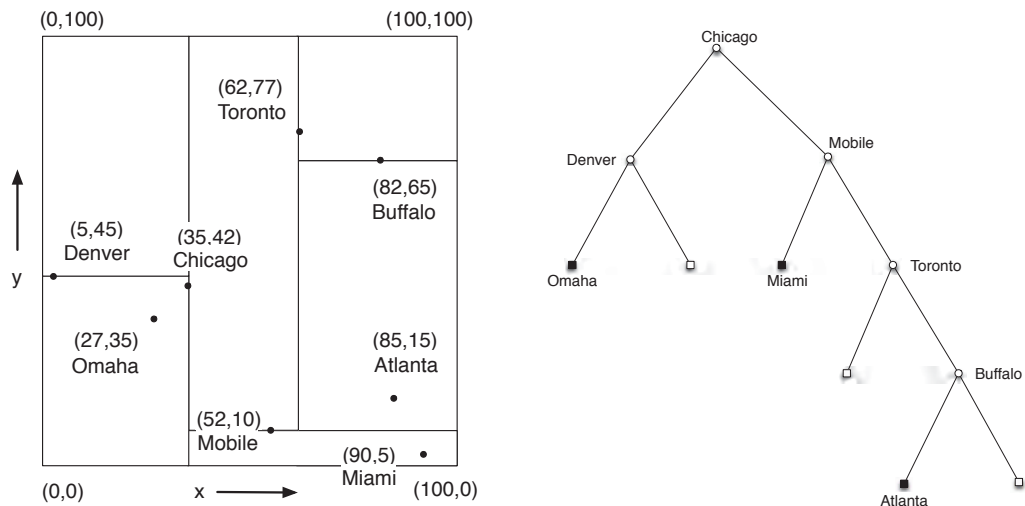 (0,100)
(100,100)
(62,77)
Toronto
(82,65)
Buffalo
(5,45)
Denver
(35,42)
Chicago
y
(27,35)
Omaha
(85,15)
Atlanta
(52,10)
Mobile
(90,5)
Miami
(0,0)
x
(100,0)
Chicago
Denver
Mobile
Omaha
Miami
Toronto
Buffalo
Atlanta